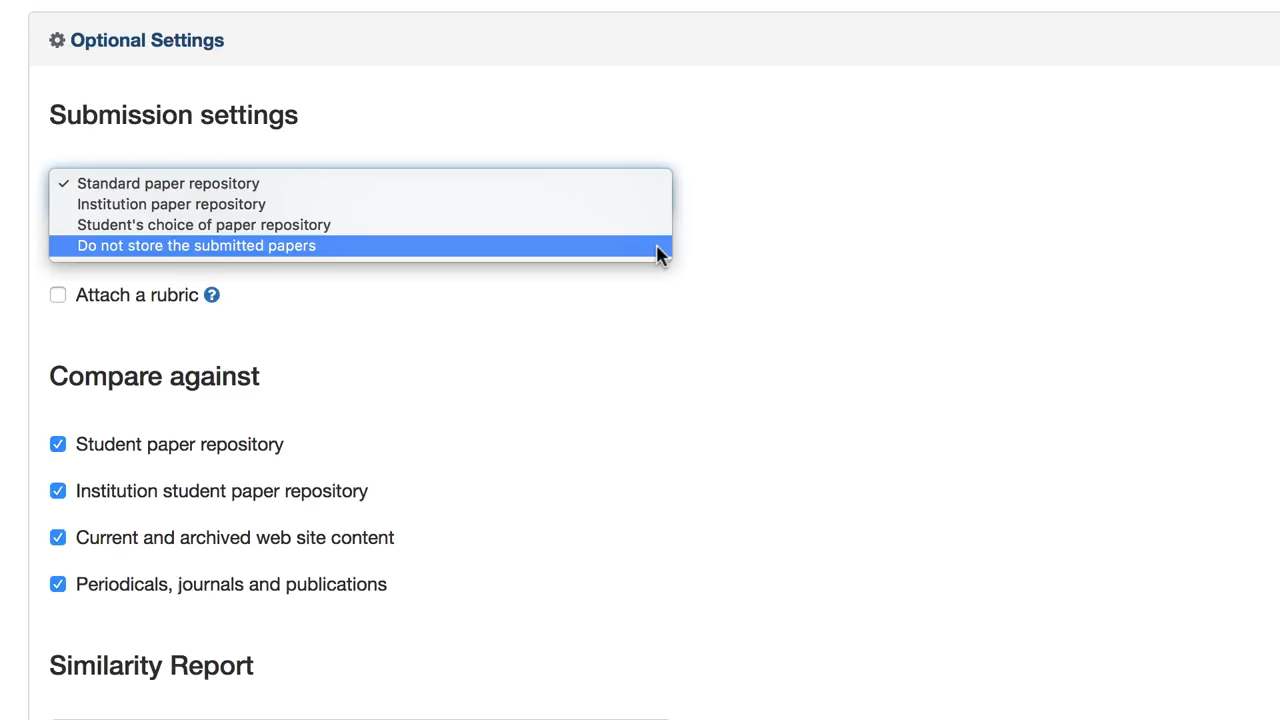 Optional Settings
Submission settings
Standard paper repository
Institution paper repository
Student's choice of paper repository
Do not store the submitted papers
Attach a rubric
Compare against
Student paper repository
Institution student paper repository
Current and archived web site content
Periodicals, journals and publications
Similarity Report